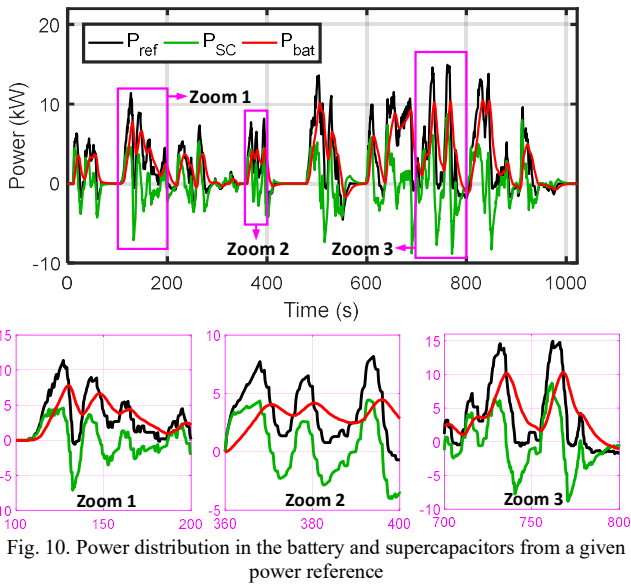 20
10
0
-10
Power (kW)
P_ref P_SC P_bat
Zoom 1
Zoom 2
Zoom 3
0 200 400 600 800 1000
Time (s)
15
10
5
0
-5
-10
100 150 200
Zoom 1
10
5
0
-5
360 380 400
Zoom 2
15
10
5
0
-5
-10
700 750 800
Zoom 3
Fig. 10. Power distribution in the battery and supercapacitors from a given
power reference